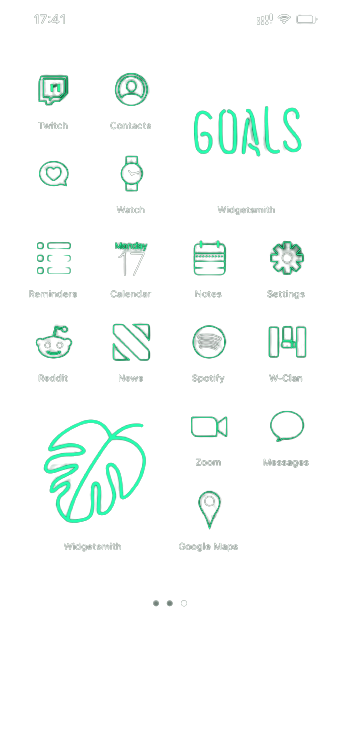 17:41
Twitch
Contacts
GOALS
Watch
Widgetsmith
Monday
17
Reminders
Calendar
Notes
Settings
Reddit
News
Spotify
W-Clan
Zoom
Messages
Widgetsmith
Google Maps